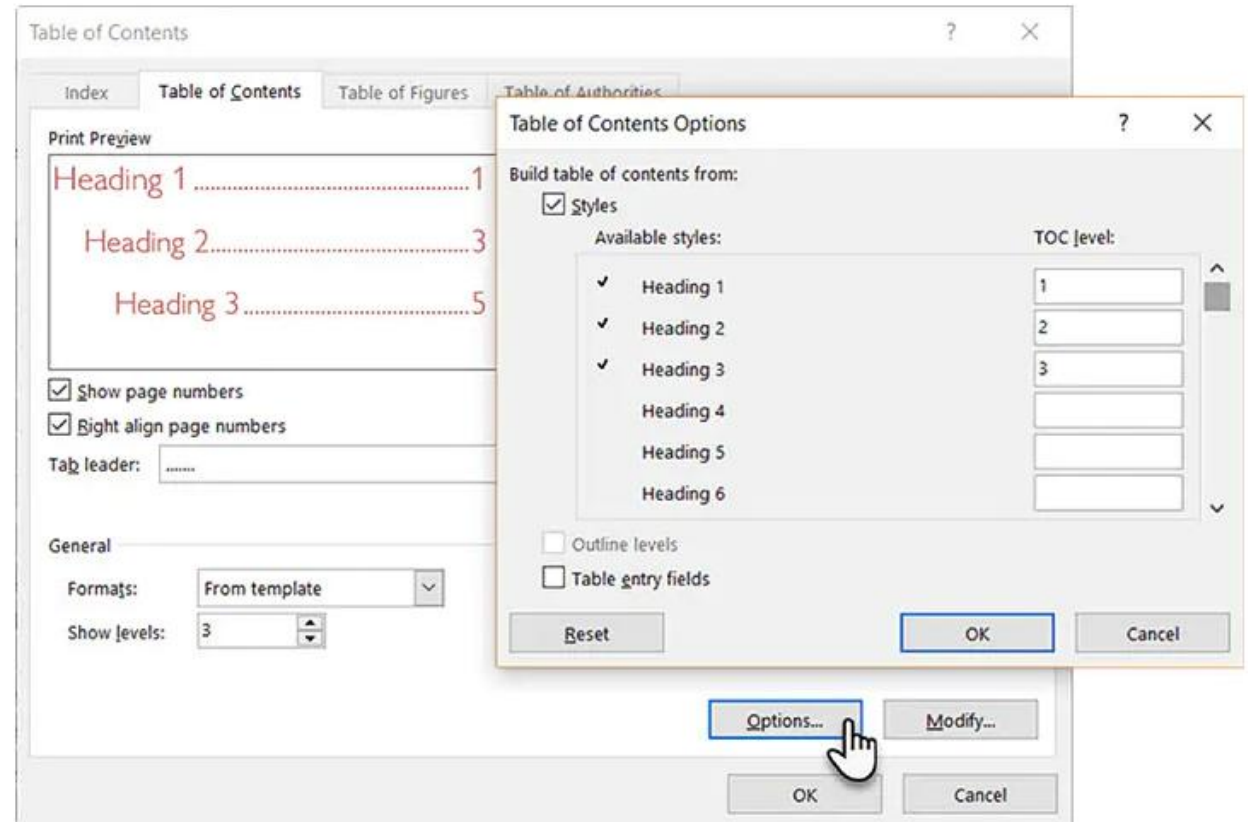 Table of Contents ?
Index Table of Contents Table of Figures Table of Authorities
Print Preview
Heading 1 ................................................1
Heading 2.............................................3
Heading 3 ........................................5
Show page numbers
Right align page numbers
Tab leader: .......
General
Formats: From template
Show levels: 3
Options... Modify...
OK Cancel
Table of Contents Options ?
Build table of contents from:
Styles
Available styles: TOC level:
Heading 1 1
Heading 2 2
Heading 3 3
Heading 4
Heading 5
Heading 6
Outline levels
Table entry fields
Reset OK Cancel